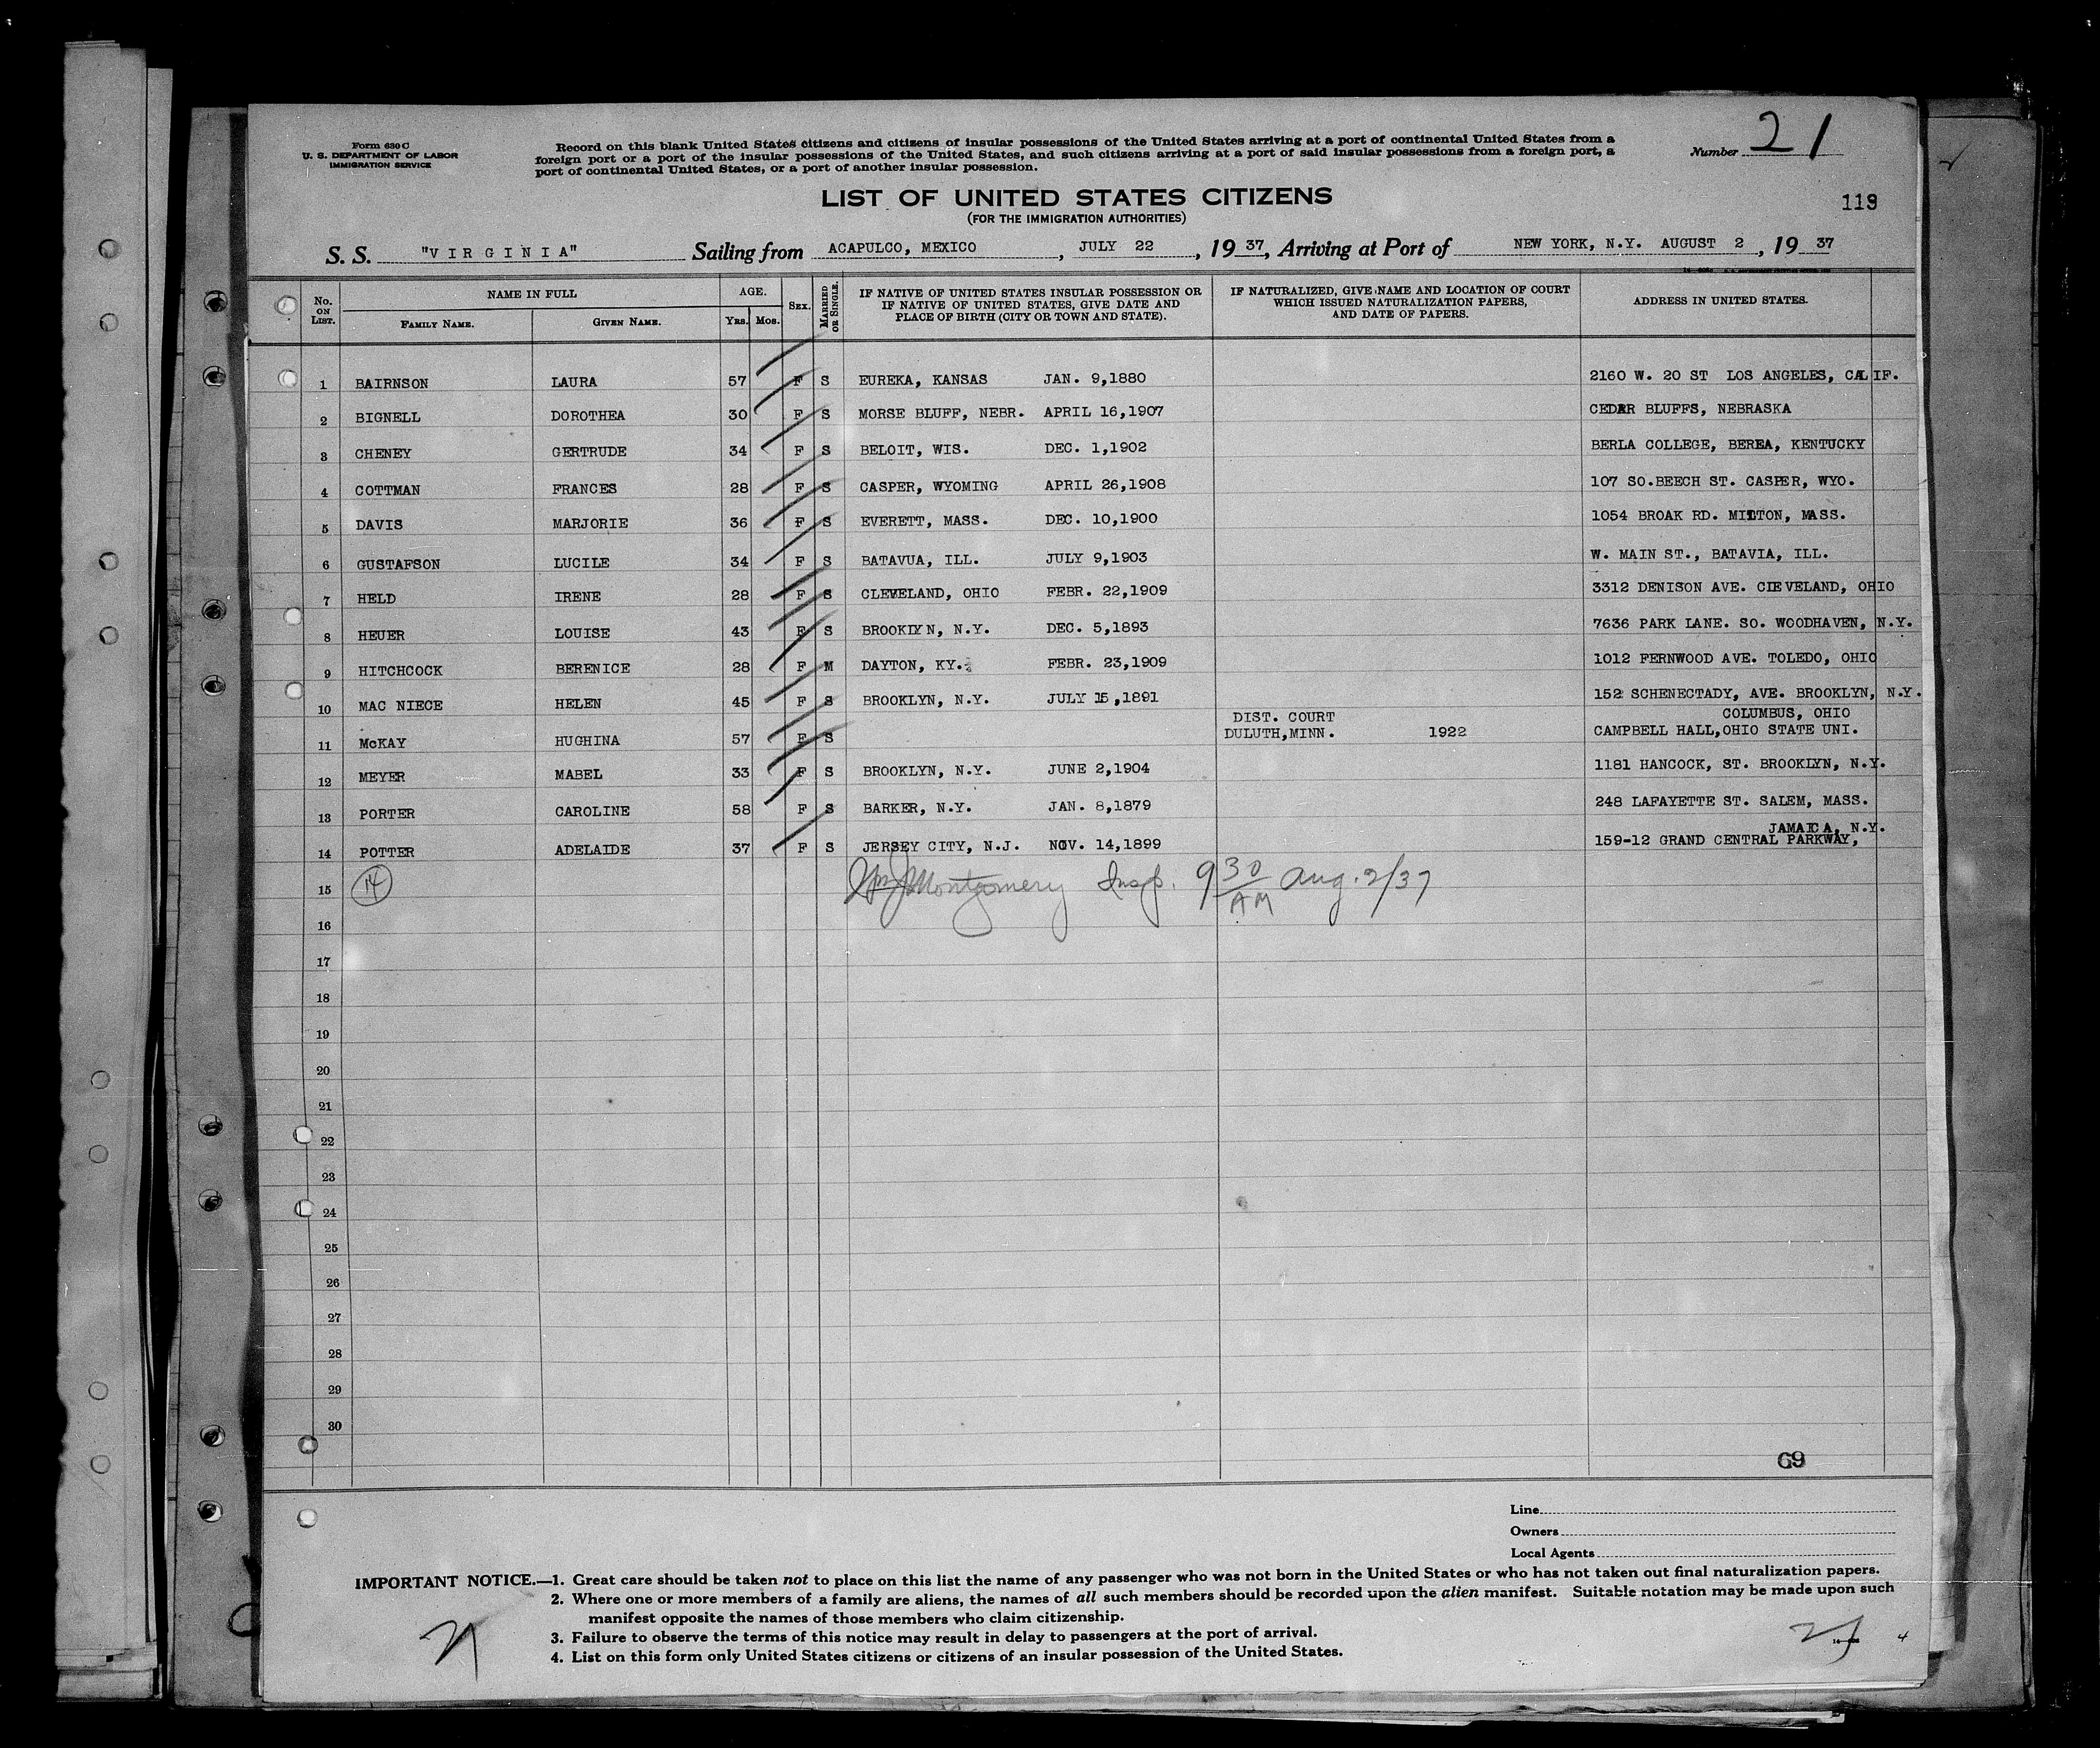 Form 630 C
U. S. DEPARTMENT OF LABOR
IMMIGRATION SERVICE
Record on this blank United States citizens and citizens of insular possessions of the United States arriving at a port of continental United States from a
foreign port or a port of the insular possessions of the United States, and such citizens arriving at a port of said insular possessions from a foreign port, a
port of continental United States, or a port of another insular possession.
Number 21
LIST OF UNITED STATES CITIZENS
(FOR THE IMMIGRATION AUTHORITIES)
119
S. S. "VIRGINIA" Sailing from ACAPULCO, MEXICO, JULY 22, 1937, Arriving at Port of NEW YORK, N.Y. AUGUST 2, 1937
No. ON LIST. NAME IN FULL FAMILY NAME. GIVEN NAME. AGE. Yrs. Mos. SEX. MARRIED OR SINGLE. IF NATIVE OF UNITED STATES INSULAR POSSESSION OR IF NATIVE OF UNITED STATES, GIVE DATE AND PLACE OF BIRTH (CITY OR TOWN AND STATE). IF NATURALIZED, GIVE NAME AND LOCATION OF COURT WHICH ISSUED NATURALIZATION PAPERS, AND DATE OF PAPERS. ADDRESS IN UNITED STATES.
1 BAIRNSON LAURA 57 F S EUREKA, KANSAS JAN. 9,1880 2160 W. 20 ST LOS ANGELES, CALIF.
2 BIGNELL DOROTHEA 30 F S MORSE BLUFF, NEBR. APRIL 16,1907 CEDAR BLUFFS, NEBRASKA
3 CHENEY GERTRUDE 34 F S BELOIT, WIS. DEC. 1,1902 BERLA COLLEGE, BEREA, KENTUCKY
4 COTTMAN FRANCES 28 F S CASPER, WYOMING APRIL 26,1908 107 SO.BEECH ST. CASPER, WYO.
5 DAVIS MARJORIE 36 F S EVERETT, MASS. DEC. 10,1900 1054 BROAK RD. MILTON, MASS.
6 GUSTAFSON LUCILE 34 F S BATAVUA, ILL. JULY 9,1903 W. MAIN ST., BATAVIA, ILL.
7 HELD IRENE 28 F S CLEVELAND, OHIO FEBR. 22,1909 3312 DENISON AVE. CLEVELAND, OHIO
8 HEUER LOUISE 43 F S BROOKLYN, N.Y. DEC. 5,1893 7636 PARK LANE. SO. WOODHAVEN, N.Y.
9 HITCHCOCK BERENICE 28 F M DAYTON, KY. FEBR. 23,1909 1012 FERNWOOD AVE. TOLEDO, OHIO
10 MAC NIECE HELEN 45 F S BROOKLYN, N.Y. JULY 15,1891 152 SCHENECTADY, AVE. BROOKLYN, N.Y.
DIST. COURT COLUMBUS, OHIO
11 McKAY HUGHINA 57 F S DULUTH,MINN. 1922 CAMPBELL HALL,OHIO STATE UNI.
12 MEYER MABEL 33 F S BROOKLYN, N.Y. JUNE 2,1904 1181 HANCOCK, ST. BROOKLYN, N.Y.
13 PORTER CAROLINE 58 F S BARKER, N.Y. JAN. 8,1879 248 LAFAYETTE ST. SALEM, MASS.
JAMAICA, N.Y.
14 POTTER ADELAIDE 37 F S JERSEY CITY, N.J. NOV. 14,1899 159-12 GRAND CENTRAL PARKWAY,
15 14 Wm J Montgomery Insp. 9 30 AM Aug. 2/37
16
17
18
19
20
21
22
23
24
25
26
27
28
29
30
69
Line
Owners
Local Agents
IMPORTANT NOTICE.—1. Great care should be taken not to place on this list the name of any passenger who was not born in the United States or who has not taken out final naturalization papers.
2. Where one or more members of a family are aliens, the names of all such members should be recorded upon the alien manifest. Suitable notation may be made upon such
manifest opposite the names of those members who claim citizenship.
3. Failure to observe the terms of this notice may result in delay to passengers at the port of arrival.
4. List on this form only United States citizens or citizens of an insular possession of the United States.
21
21
4